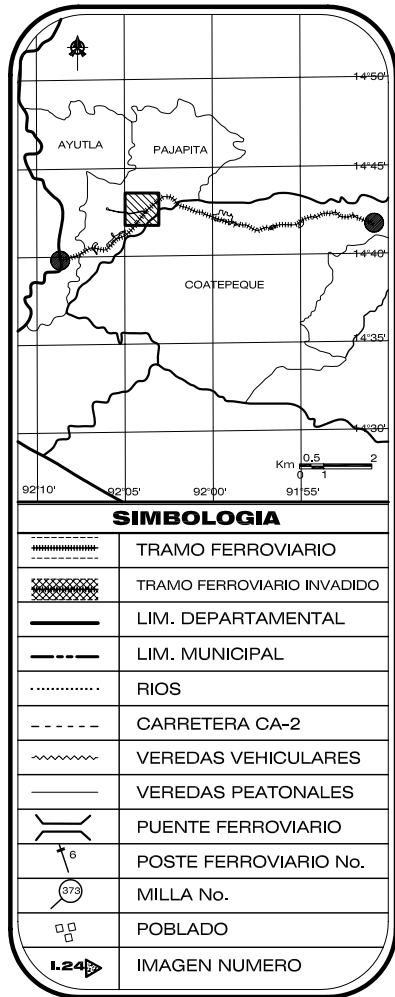 14°50'
AYUTLA
PAJAPITA
14°45'
14°40'
COATEPEQUE
14°35'
14°30'
Km 0.5 2
0 1
92°10' 92°05' 92°00' 91°55'
SIMBOLOGIA
TRAMO FERROVIARIO
TRAMO FERROVIARIO INVADIDO
LIM. DEPARTAMENTAL
LIM. MUNICIPAL
RIOS
CARRETERA CA-2
VEREDAS VEHICULARES
VEREDAS PEATONALES
PUENTE FERROVIARIO
6 POSTE FERROVIARIO No.
373 MILLA No.
POBLADO
I.24 IMAGEN NUMERO